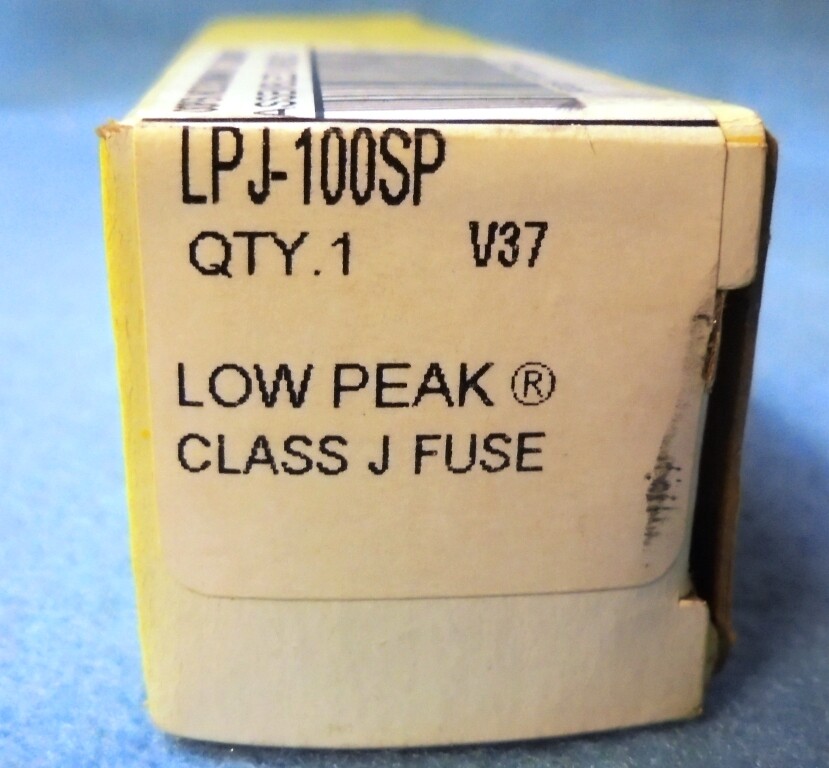 LPJ-100SP
QTY.1 V37
LOW PEAK ®
CLASS J FUSE